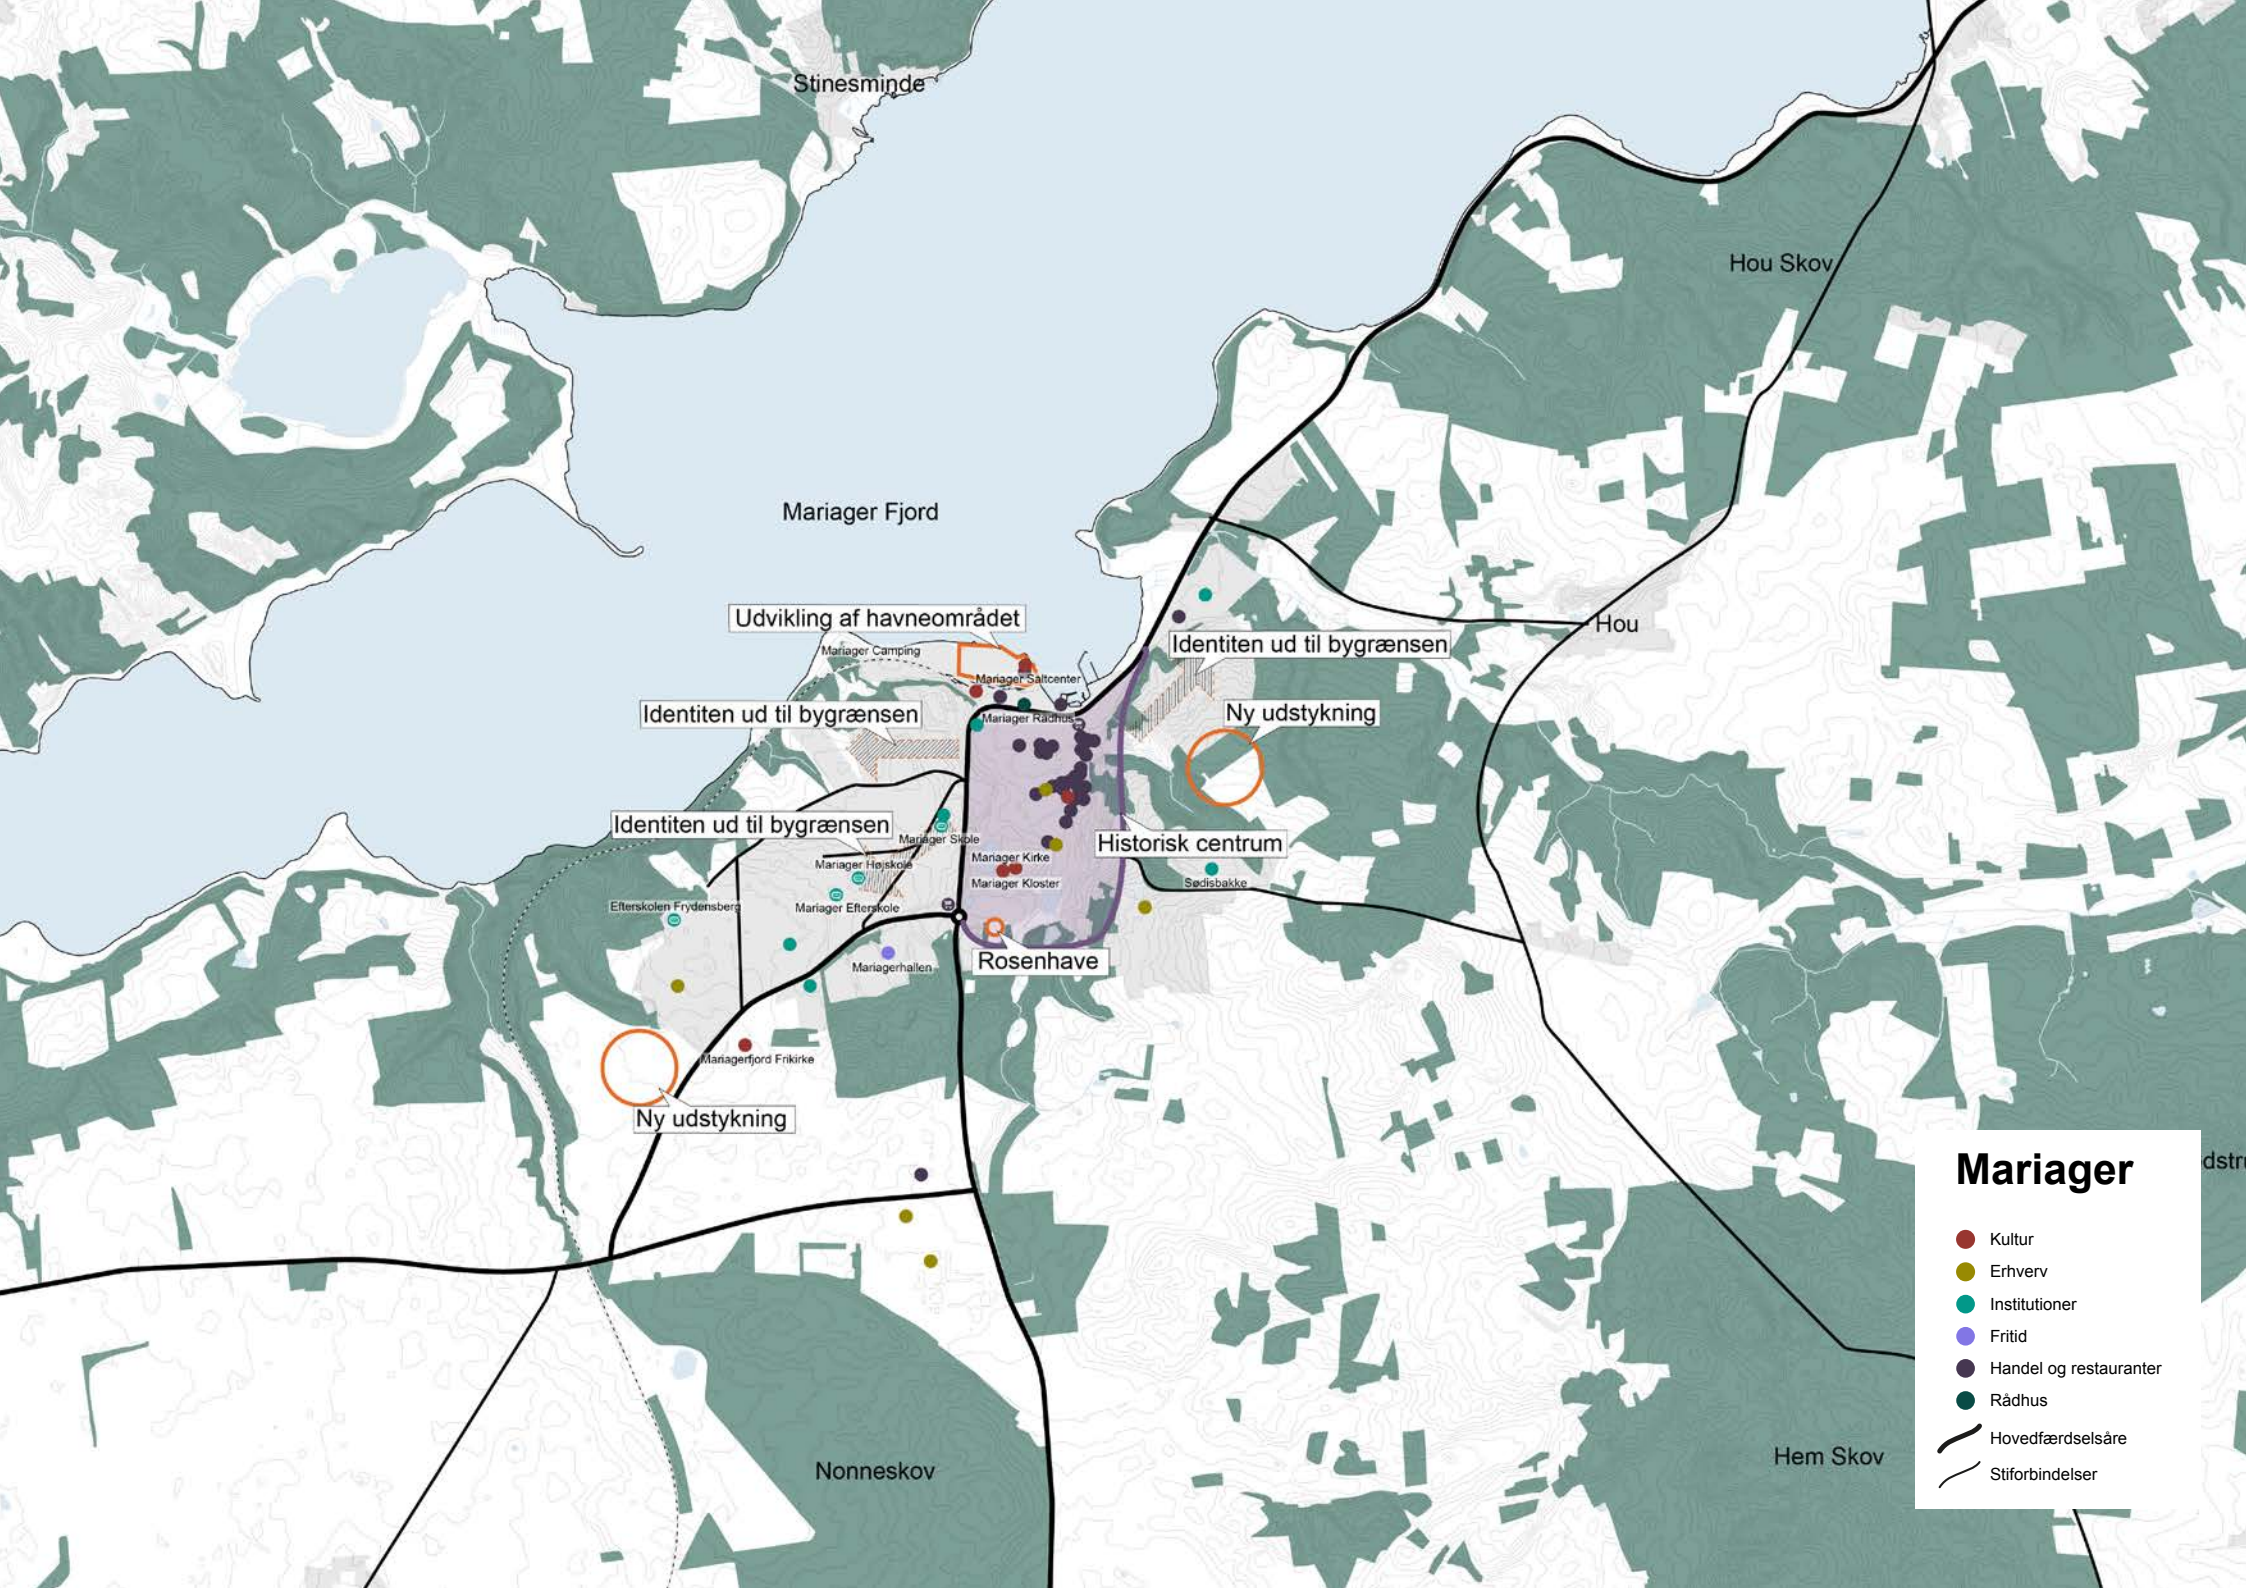 Stinesminde
Hou Skov
Mariager Fjord
Udvikling af havneområdet
Hou
Identiten ud til bygrænsen
Mariager Camping
Mariager Saltcenter
Identiten ud til bygrænsen
Mariager Rådhus
Ny udstykning
Identiten ud til bygrænsen
Mariager Skole
Historisk centrum
Mariager Kirke
Mariager Højskole
Mariager Kloster
Sødisbakke
Efterskolen Frydensberg
Mariager Efterskole
Rosenhave
Mariagerhallen
Mariagerfjord Frikirke
Ny udstykning
Mariager
Kultur
Erhverv
Institutioner
Fritid
Handel og restauranter
Rådhus
Hovedfærdselsåre
Stiforbindelser
Hem Skov
Nonneskov